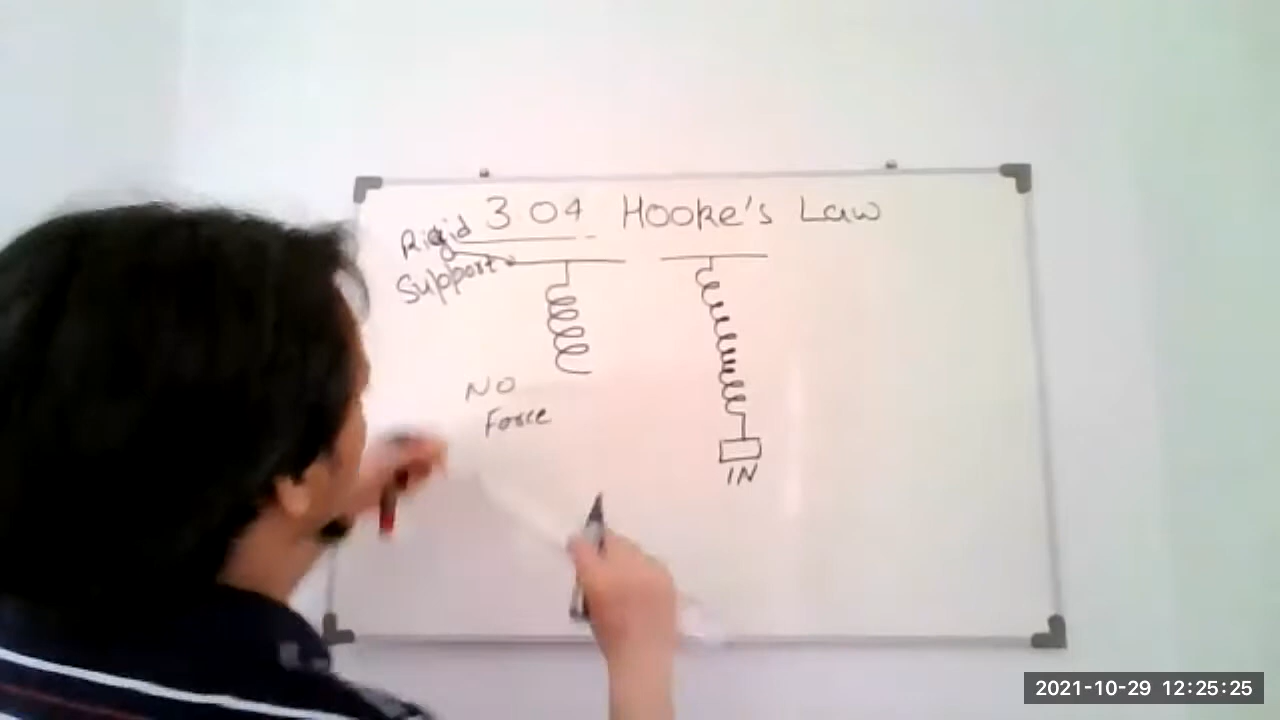 3 04 Hooke's Law
Rigid
Support
NO
Force
1N
2021-10-29 12:25:25